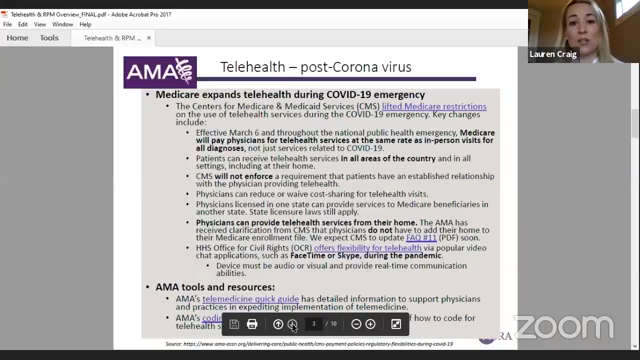 Telehealth & RPM Overview_FINAL.pdf - Adobe Acrobat Pro 2017
File Edit View Window Help
Home Tools Telehealth & RPM ... ×
Lauren Craig
AMA
Telehealth – post-Corona virus
• Medicare expands telehealth during COVID-19 emergency
• The Centers for Medicare & Medicaid Services (CMS) lifted Medicare restrictions
on the use of telehealth services during the COVID-19 emergency. Key changes
include:
• Effective March 6 and throughout the national public health emergency, Medicare
will pay physicians for telehealth services at the same rate as in-person visits for
all diagnoses, not just services related to COVID-19.
• Patients can receive telehealth services in all areas of the country and in all
settings, including at their home.
• CMS will not enforce a requirement that patients have an established relationship
with the physician providing telehealth.
• Physicians can reduce or waive cost-sharing for telehealth visits.
• Physicians licensed in one state can provide services to Medicare beneficiaries in
another state. State licensure laws still apply.
• Physicians can provide telehealth services from their home. The AMA has
received clarification from CMS that physicians do not have to add their home to
their Medicare enrollment file. We expect CMS to update FAQ #11 (PDF) soon.
• HHS Office for Civil Rights (OCR) offers flexibility for telehealth via popular video
chat applications, such as FaceTime or Skype, during the pandemic.
• Device must be audio or visual and provide real-time communication
abilities.
• AMA tools and resources:
• AMA's telemedicine quick guide has detailed information to support physicians
and practices in expediting implementation of telemedicine.
• AMA's of how to code for
telehealth
3 / 10
RA
zoom
Source: https://www.ama-assn.org/delivering-care/public-health/cms-payment-policies-regulatory-flexibilities-during-covid-19